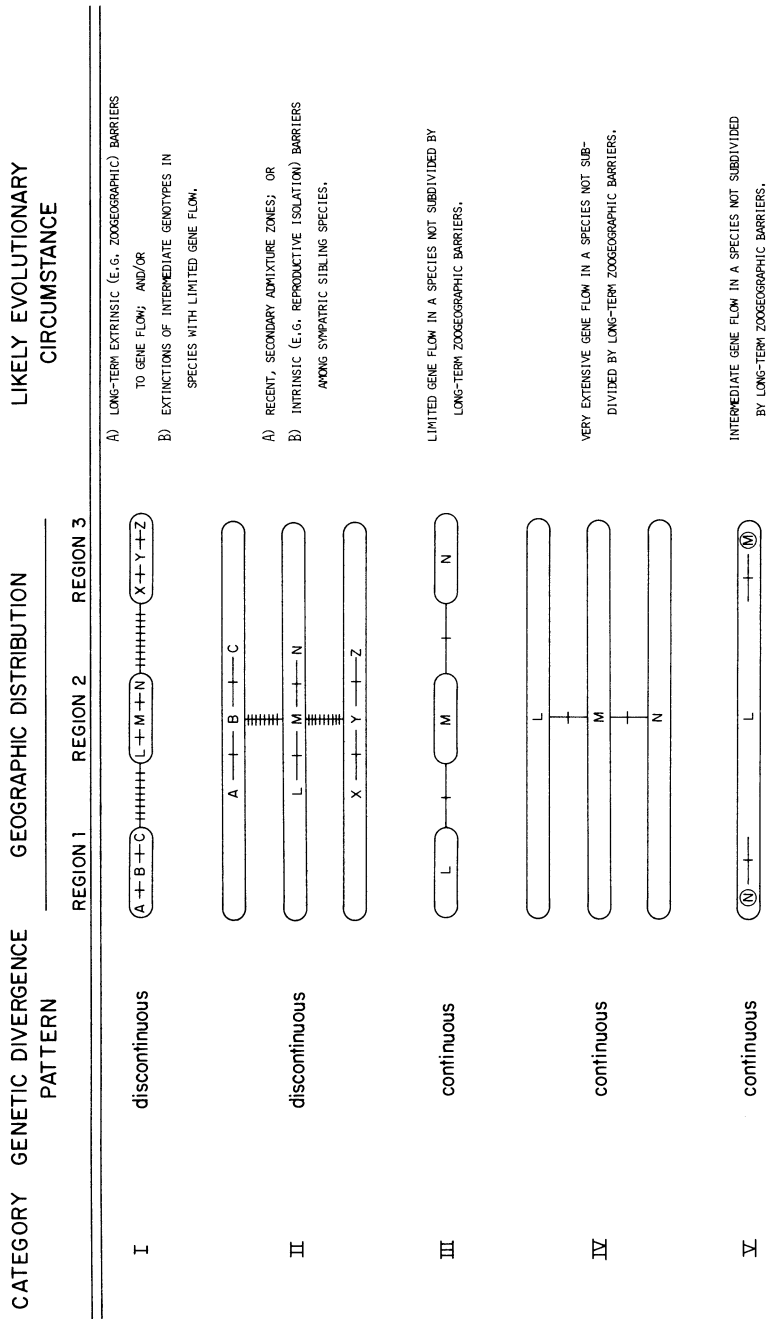 CATEGORY GENETIC DIVERGENCE PATTERN GEOGRAPHIC DISTRIBUTION LIKELY EVOLUTIONARY CIRCUMSTANCE
REGION 1 REGION 2 REGION 3
I discontinuous
A B C L M N X Y Z
A) LONG-TERM EXTRINSIC (E.G. ZOOGEOGRAPHIC) BARRIERS
TO GENE FLOW; AND/OR
B) EXTINCTIONS OF INTERMEDIATE GENOTYPES IN
SPECIES WITH LIMITED GENE FLOW.
II discontinuous
A B C
L M N
X Y Z
A) RECENT, SECONDARY ADMIXTURE ZONES; OR
B) INTRINSIC (E.G. REPRODUCTIVE ISOLATION) BARRIERS
AMONG SYMPATRIC SIBLING SPECIES.
III continuous
L M N
LIMITED GENE FLOW IN A SPECIES NOT SUBDIVIDED BY
LONG-TERM ZOOGEOGRAPHIC BARRIERS.
IV continuous
L
M
N
VERY EXTENSIVE GENE FLOW IN A SPECIES NOT SUB-
DIVIDED BY LONG-TERM ZOOGEOGRAPHIC BARRIERS.
V continuous
N L M
INTERMEDIATE GENE FLOW IN A SPECIES NOT SUBDIVIDED
BY LONG-TERM ZOOGEOGRAPHIC BARRIERS.